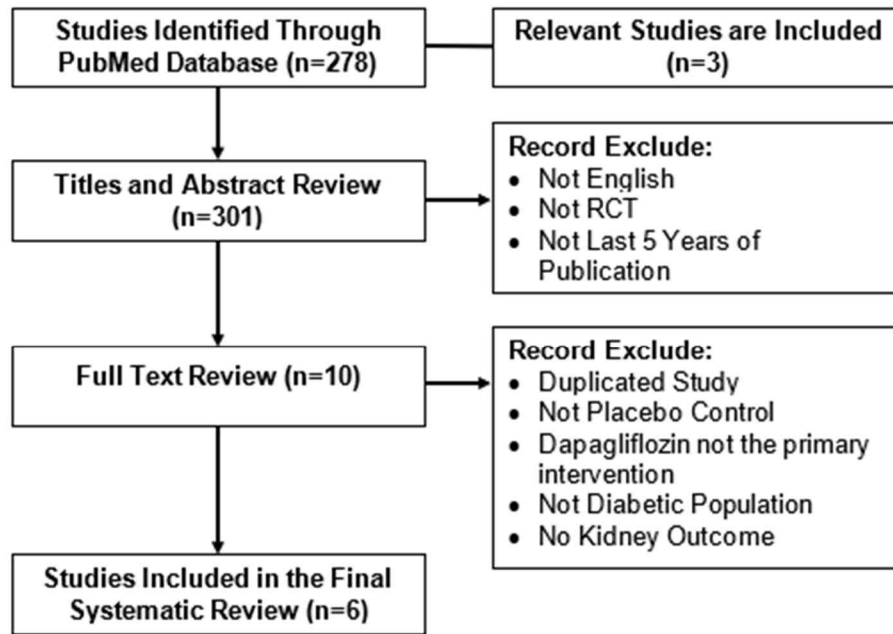 Studies Identified Through
PubMed Database (n=278)
Relevant Studies are Included
(n=3)
Titles and Abstract Review
(n=301)
Record Exclude:
• Not English
• Not RCT
• Not Last 5 Years of
Publication
Full Text Review (n=10)
Record Exclude:
• Duplicated Study
• Not Placebo Control
• Dapagliflozin not the primary
intervention
• Not Diabetic Population
• No Kidney Outcome
Studies Included in the Final
Systematic Review (n=6)